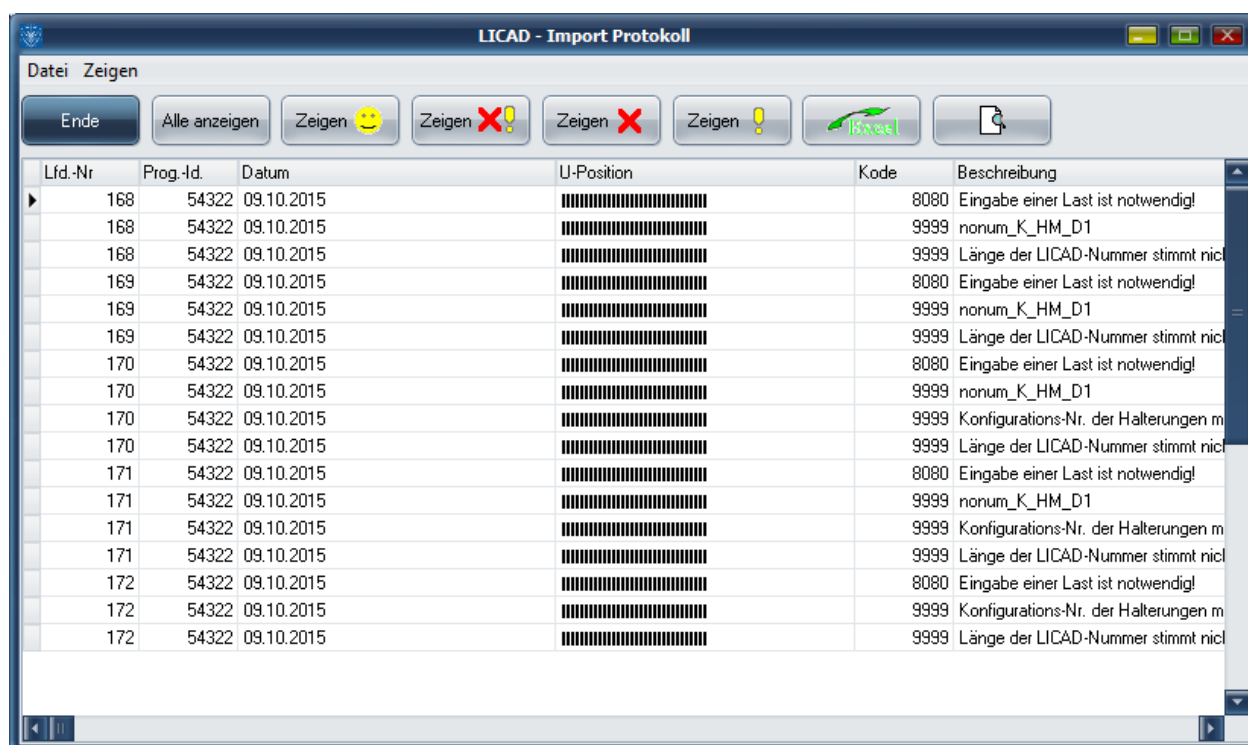 LICAD - Import Protokoll
Datei Zeigen
Ende Alle anzeigen Zeigen Zeigen Zeigen Zeigen Excel
Lfd.-Nr Prog.-Id. Datum U-Position Kode Beschreibung
168 54322 09.10.2015 8080 Eingabe einer Last ist notwendig!
168 54322 09.10.2015 9999 nonum_K_HM_D1
168 54322 09.10.2015 9999 Länge der LICAD-Nummer stimmt nic
169 54322 09.10.2015 8080 Eingabe einer Last ist notwendig!
169 54322 09.10.2015 9999 nonum_K_HM_D1
169 54322 09.10.2015 9999 Länge der LICAD-Nummer stimmt nic
170 54322 09.10.2015 8080 Eingabe einer Last ist notwendig!
170 54322 09.10.2015 9999 nonum_K_HM_D1
170 54322 09.10.2015 9999 Konfigurations-Nr. der Halterungen m
170 54322 09.10.2015 9999 Länge der LICAD-Nummer stimmt nic
171 54322 09.10.2015 8080 Eingabe einer Last ist notwendig!
171 54322 09.10.2015 9999 nonum_K_HM_D1
171 54322 09.10.2015 9999 Konfigurations-Nr. der Halterungen m
171 54322 09.10.2015 9999 Länge der LICAD-Nummer stimmt nic
172 54322 09.10.2015 8080 Eingabe einer Last ist notwendig!
172 54322 09.10.2015 9999 Konfigurations-Nr. der Halterungen m
172 54322 09.10.2015 9999 Länge der LICAD-Nummer stimmt nic